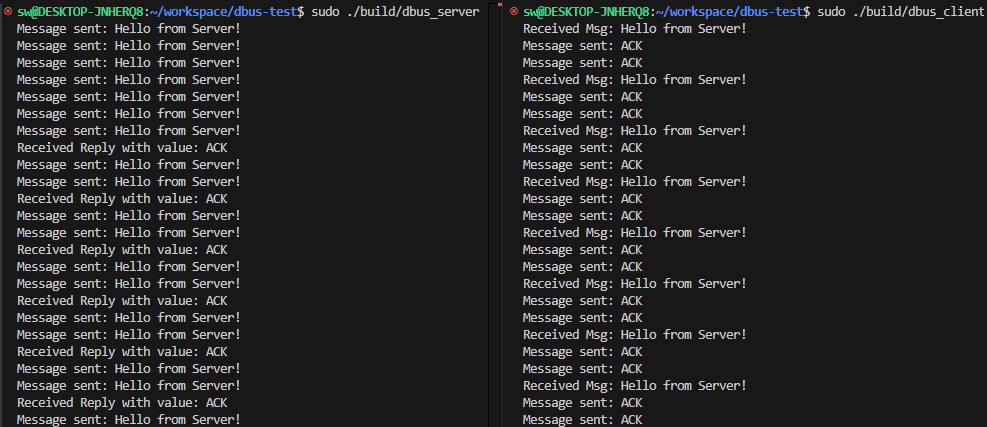 sw@DESKTOP-JNHERQ8:~/workspace/dbus-test$ sudo ./build/dbus_server
Message sent: Hello from Server!
Message sent: Hello from Server!
Message sent: Hello from Server!
Message sent: Hello from Server!
Message sent: Hello from Server!
Message sent: Hello from Server!
Message sent: Hello from Server!
Received Reply with value: ACK
Message sent: Hello from Server!
Message sent: Hello from Server!
Received Reply with value: ACK
Message sent: Hello from Server!
Message sent: Hello from Server!
Received Reply with value: ACK
Message sent: Hello from Server!
Message sent: Hello from Server!
Received Reply with value: ACK
Message sent: Hello from Server!
Message sent: Hello from Server!
Received Reply with value: ACK
Message sent: Hello from Server!
Message sent: Hello from Server!
Received Reply with value: ACK
Message sent: Hello from Server!
sw@DESKTOP-JNHERQ8:~/workspace/dbus-test$ sudo ./build/dbus_client
Received Msg: Hello from Server!
Message sent: ACK
Message sent: ACK
Received Msg: Hello from Server!
Message sent: ACK
Message sent: ACK
Received Msg: Hello from Server!
Message sent: ACK
Message sent: ACK
Received Msg: Hello from Server!
Message sent: ACK
Message sent: ACK
Received Msg: Hello from Server!
Message sent: ACK
Message sent: ACK
Received Msg: Hello from Server!
Message sent: ACK
Message sent: ACK
Received Msg: Hello from Server!
Message sent: ACK
Message sent: ACK
Received Msg: Hello from Server!
Message sent: ACK
Message sent: ACK